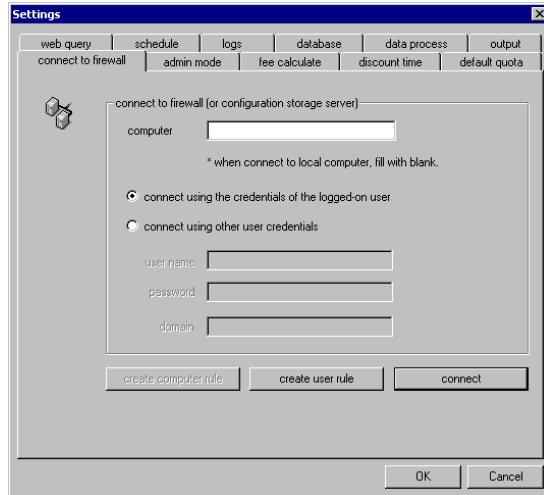 Settings
web query schedule logs database data process output
connect to firewall admin mode fee calculate discount time default quota
connect to firewall (or configuration storage server)
computer
* when connect to local computer, fill with blank.
connect using the credentials of the logged-on user
connect using other user credentials
user name
password
domain
create computer rule create user rule connect
OK Cancel